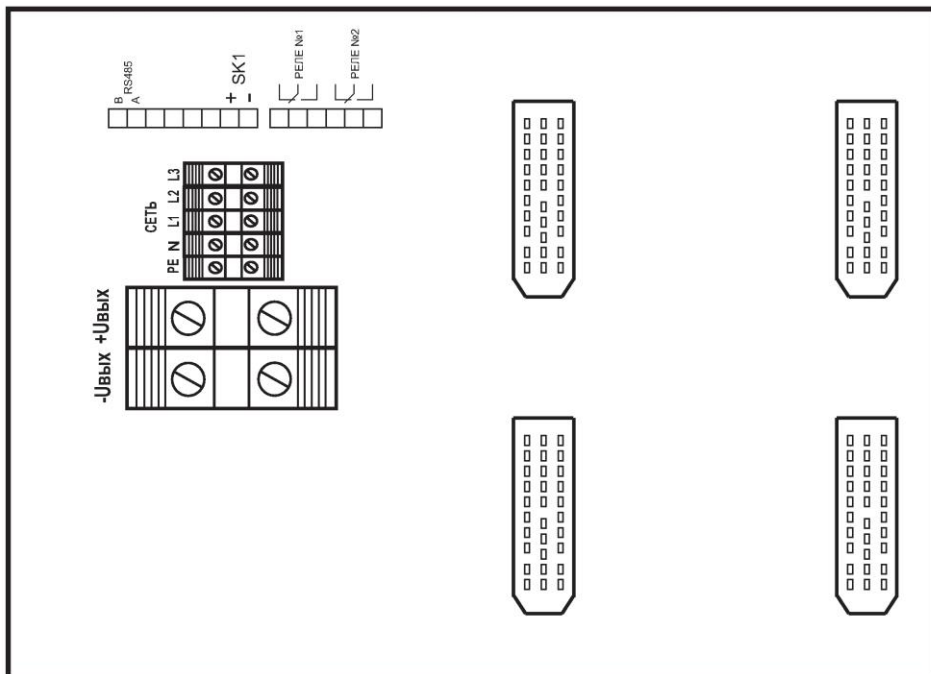 B
A
RS485
+
-
SK1
РЕЛЕ №1
РЕЛЕ №2
СЕТЬ
PE N L1 L2 L3
-Uвых +Uвых